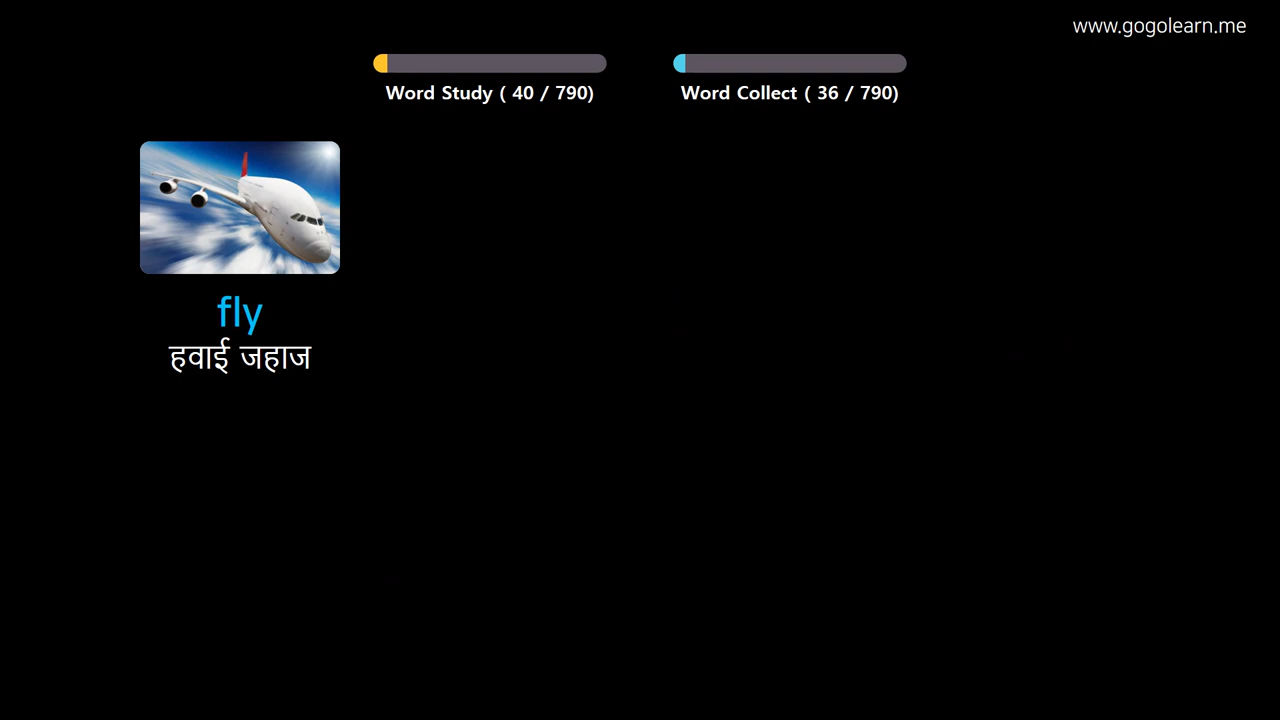 www.gogolearn.me
Word Study ( 40 / 790)
Word Collect ( 36 / 790)
fly
हवाई जहाज